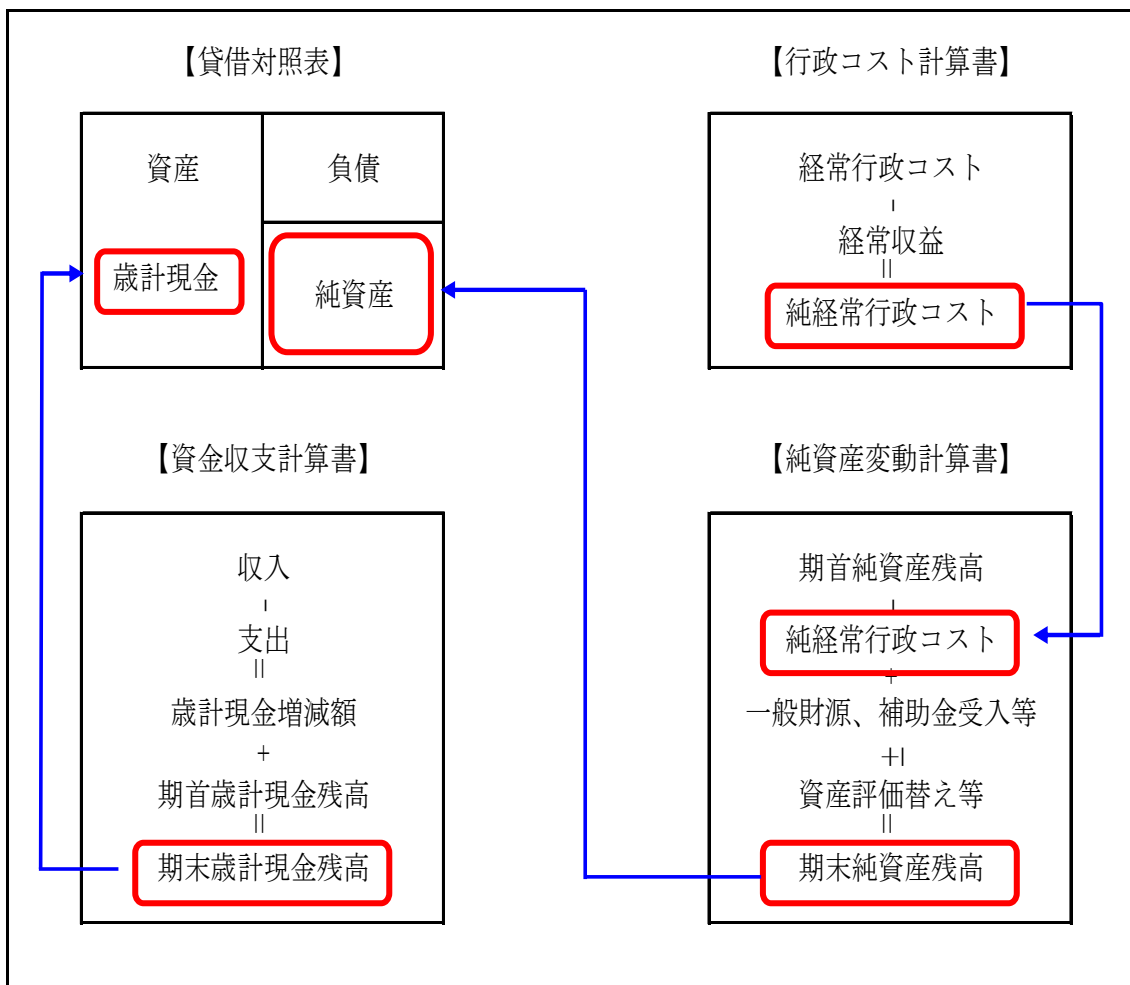 【貸借対照表】
資産
負債
歳計現金
純資産
【行政コスト計算書】
経常行政コスト
-
経常収益
=
純経常行政コスト
【資金収支計算書】
収入
-
支出
=
歳計現金増減額
+
期首歳計現金残高
=
期末歳計現金残高
【純資産変動計算書】
期首純資産残高
-
純経常行政コスト
+
一般財源、補助金受入等
±
資産評価替え等
=
期末純資産残高